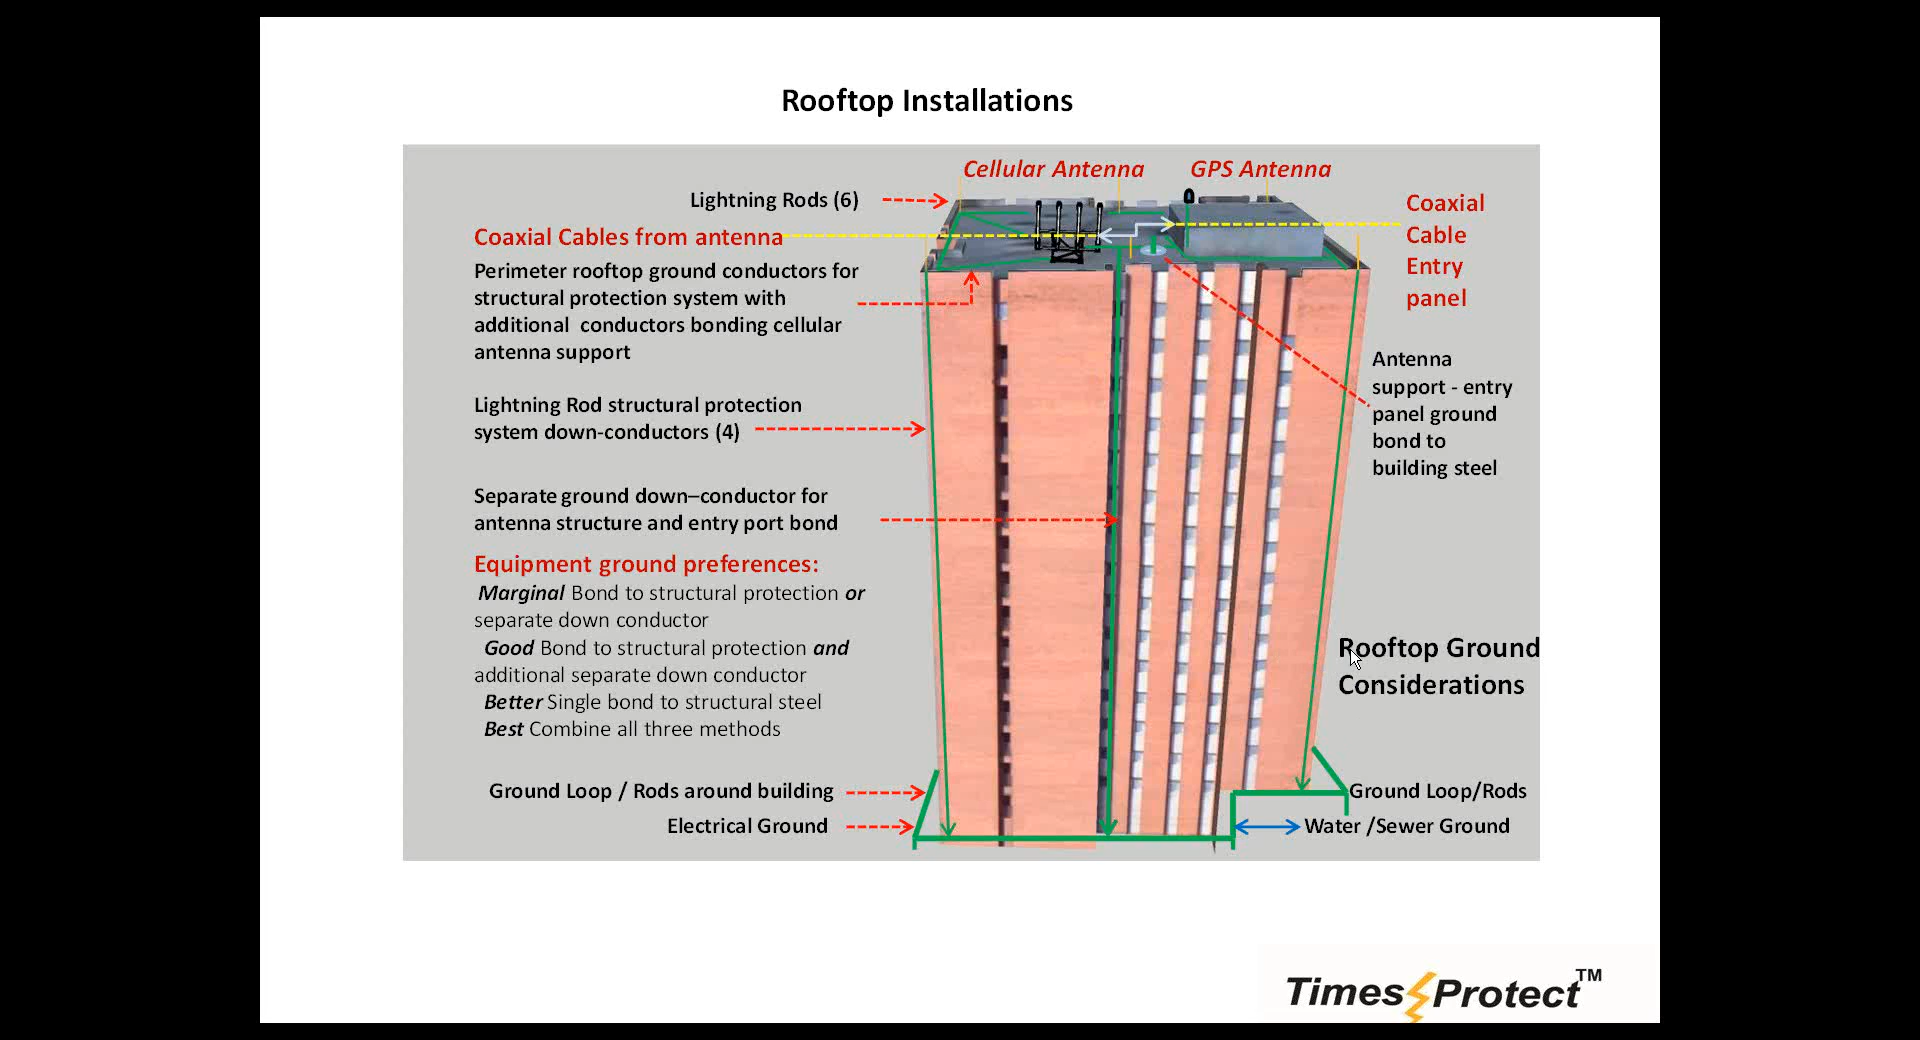 Rooftop Installations
Cellular Antenna
GPS Antenna
Lightning Rods (6)
Coaxial Cables from antenna
Perimeter rooftop ground conductors for
structural protection system with
additional conductors bonding cellular
antenna support
Lightning Rod structural protection
system down-conductors (4)
Separate ground down–conductor for
antenna structure and entry port bond
Equipment ground preferences:
Marginal Bond to structural protection or
separate down conductor
Good Bond to structural protection and
additional separate down conductor
Better Single bond to structural steel
Best Combine all three methods
Ground Loop / Rods around building
Electrical Ground
Coaxial
Cable
Entry
panel
Antenna
support - entry
panel ground
bond to
building steel
Rooftop Ground
Considerations
Ground Loop/Rods
Water /Sewer Ground
Times Protect™